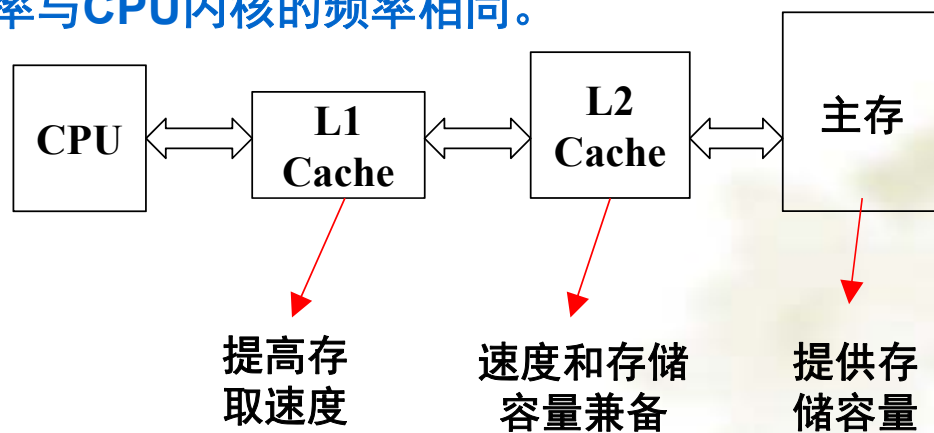 率与CPU内核的频率相同。
CPU
L1
Cache
L2
Cache
主存
提高存
取速度
速度和存储
容量兼备
提供存
储容量